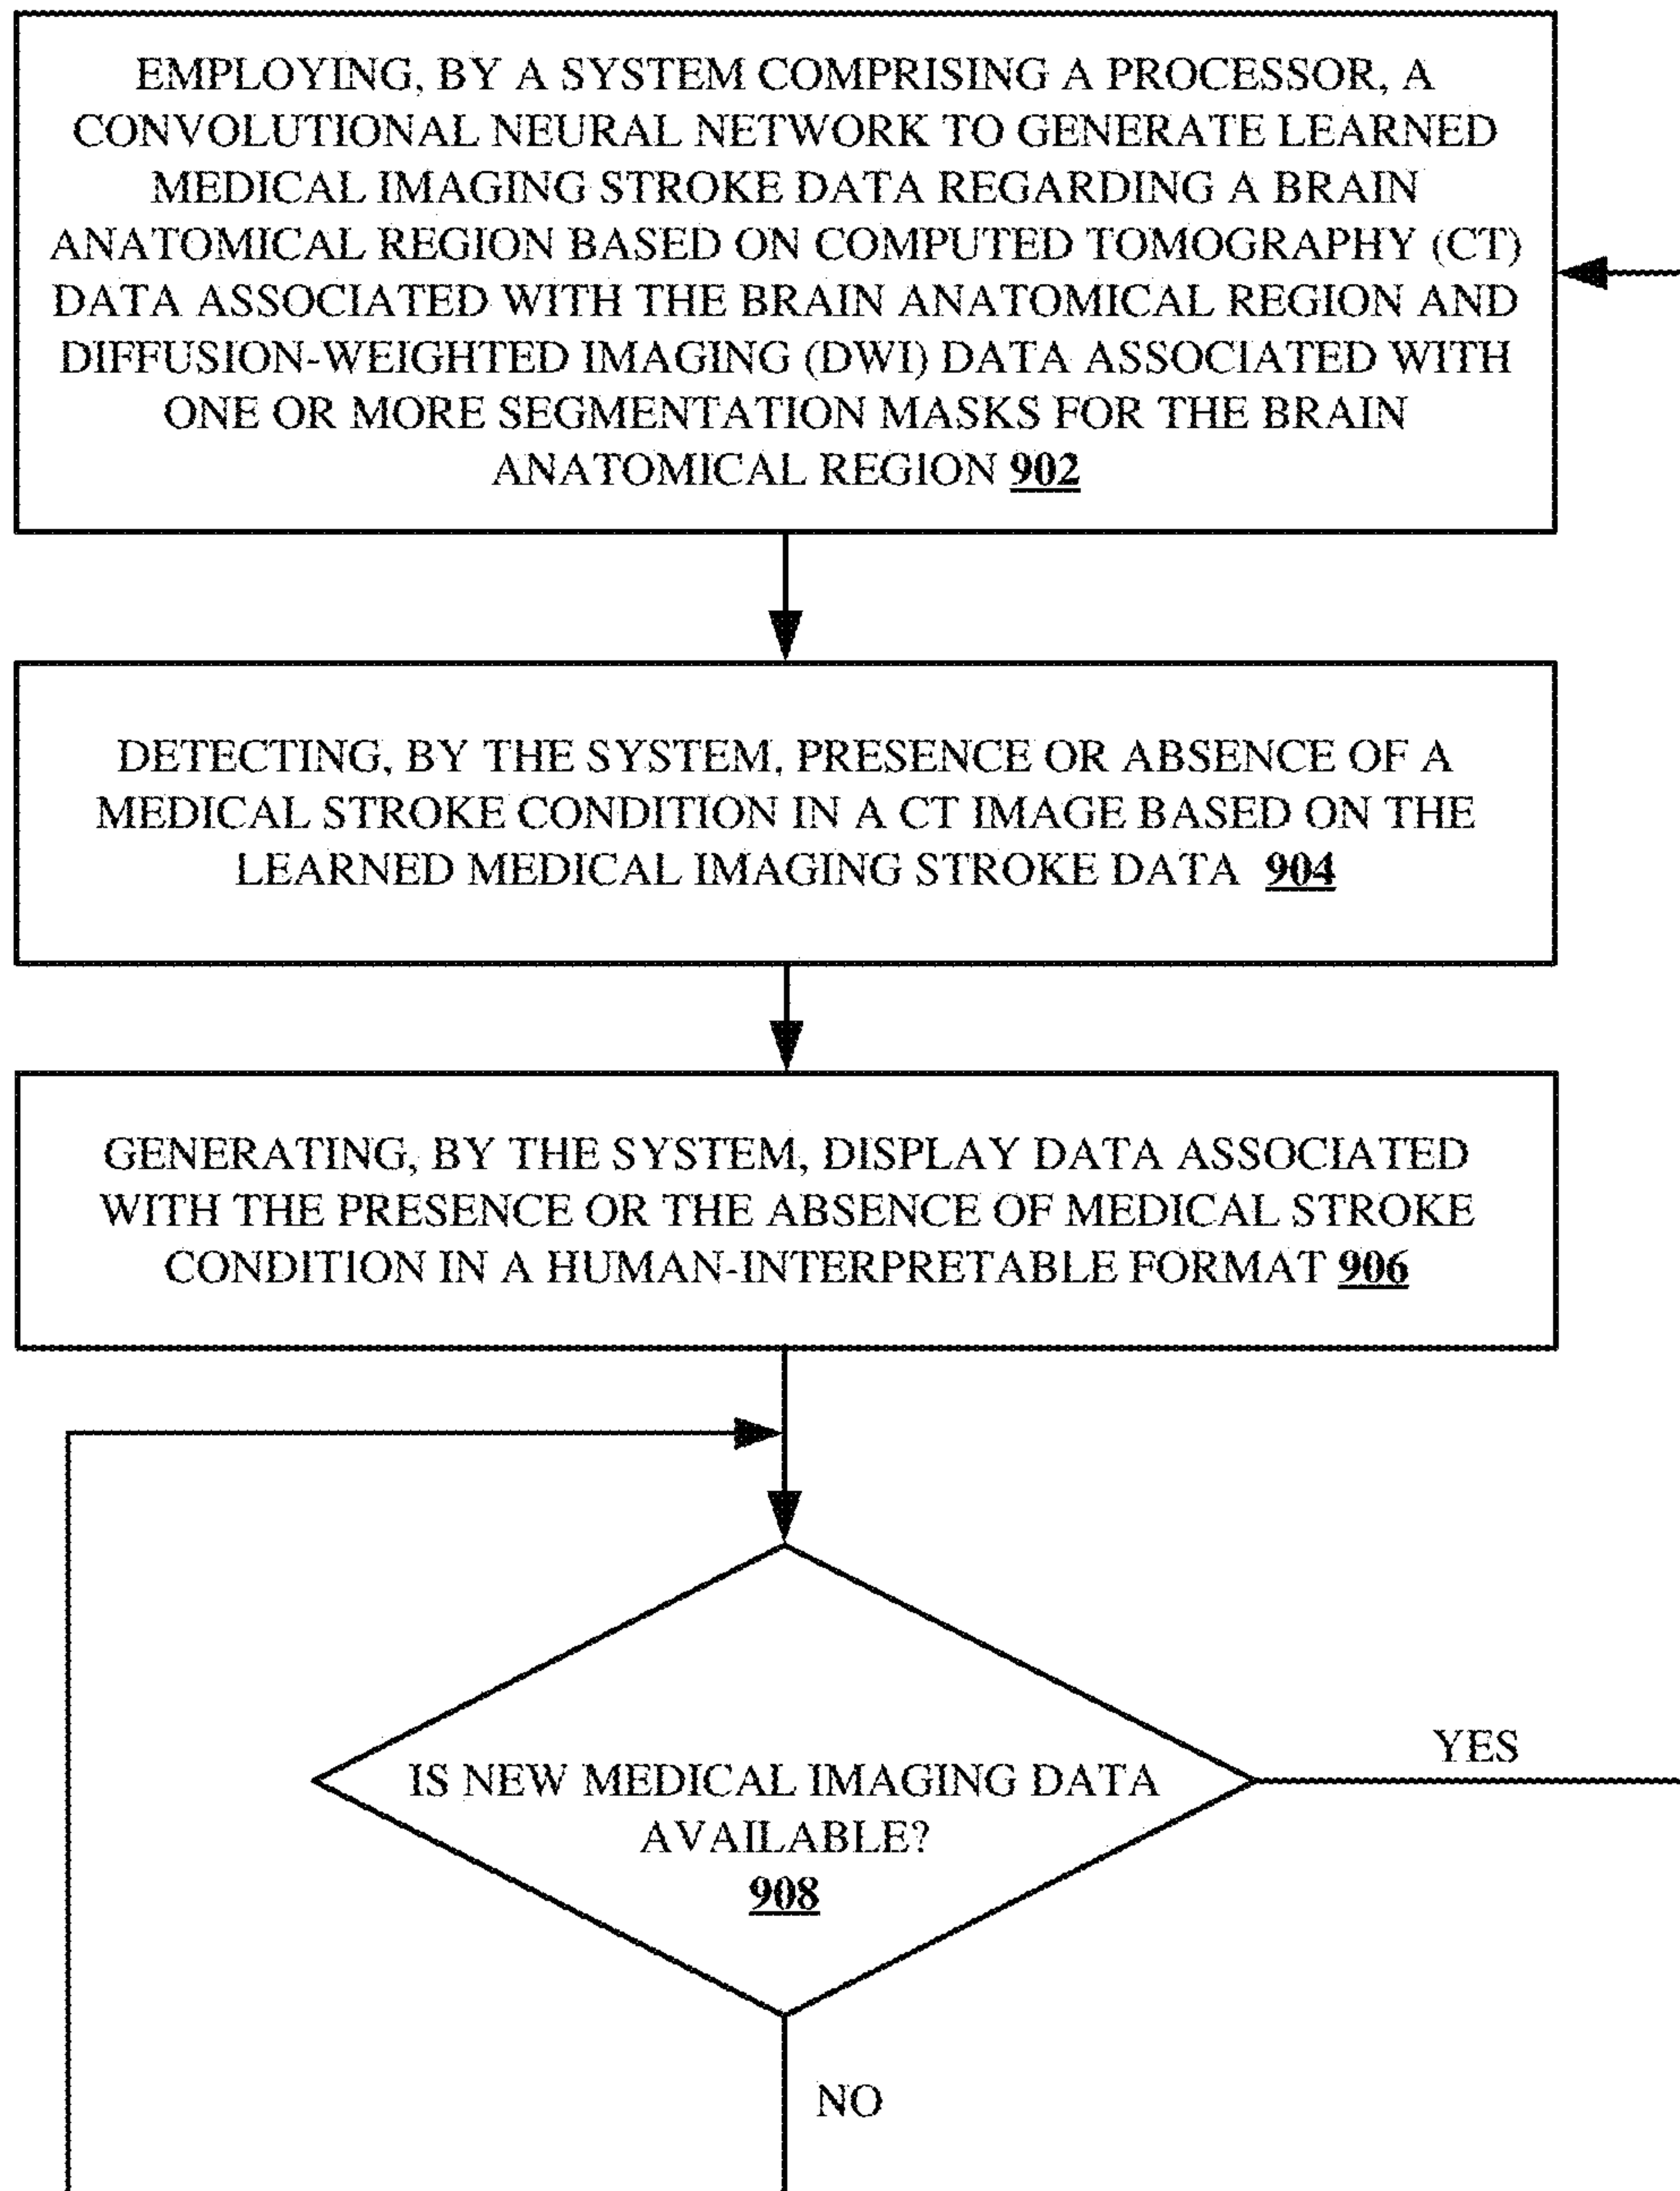 EMPLOYING, BY A SYSTEM COMPRISING A PROCESSOR, A
CONVOLUTIONAL NEURAL NETWORK TO GENERATE LEARNED
MEDICAL IMAGING STROKE DATA REGARDING A BRAIN
ANATOMICAL REGION BASED ON COMPUTED TOMOGRAPHY (CT)
DATA ASSOCIATED WITH THE BRAIN ANATOMICAL REGION AND
DIFFUSION-WEIGHTED IMAGING (DWI) DATA ASSOCIATED WITH
ONE OR MORE SEGMENTATION MASKS FOR THE BRAIN
ANATOMICAL REGION 902
DETECTING, BY THE SYSTEM, PRESENCE OR ABSENCE OF A
MEDICAL STROKE CONDITION IN A CT IMAGE BASED ON THE
LEARNED MEDICAL IMAGING STROKE DATA 904
GENERATING, BY THE SYSTEM, DISPLAY DATA ASSOCIATED
WITH THE PRESENCE OR THE ABSENCE OF MEDICAL STROKE
CONDITION IN A HUMAN-INTERPRETABLE FORMAT 906
YES
IS NEW MEDICAL IMAGING DATA
AVAILABLE?
908
NO